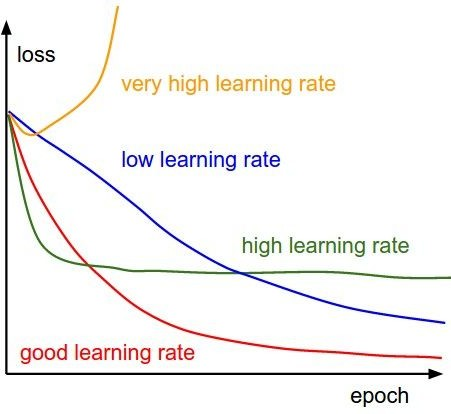 loss
very high learning rate
low learning rate
high learning rate
good learning rate
epoch